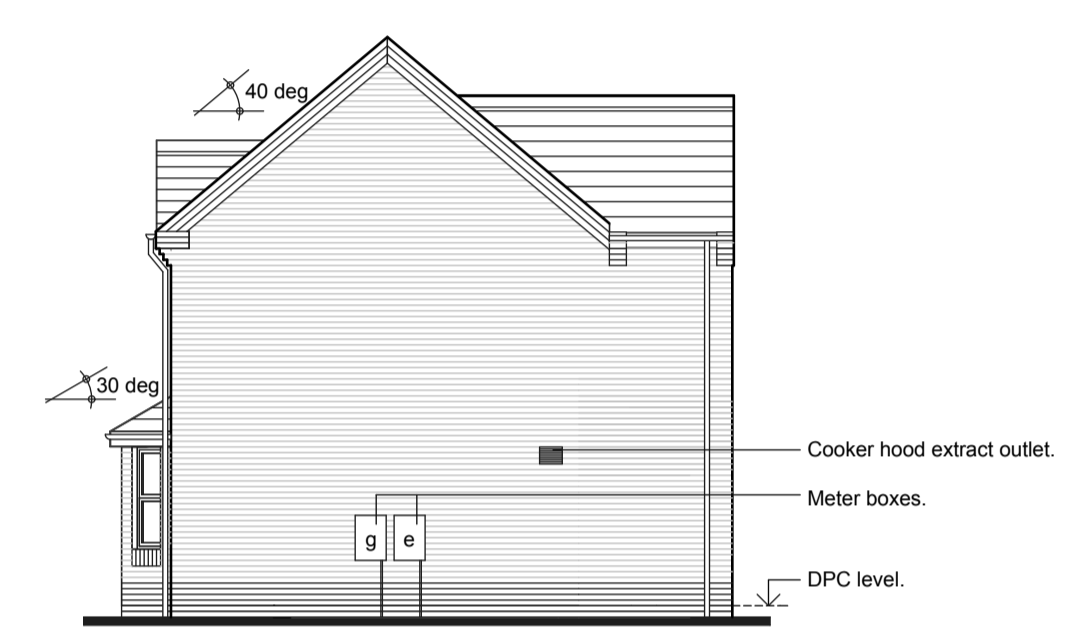 40 deg
30 deg
Cooker hood extract outlet.
Meter boxes.
g
e
DPC level.